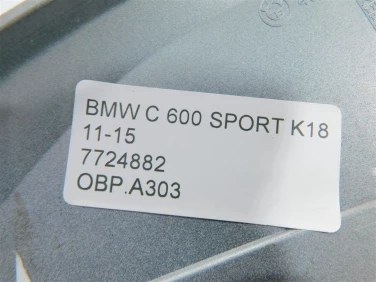 BMW C 600 SPORT K18
11-15
7724882
OBP.A303